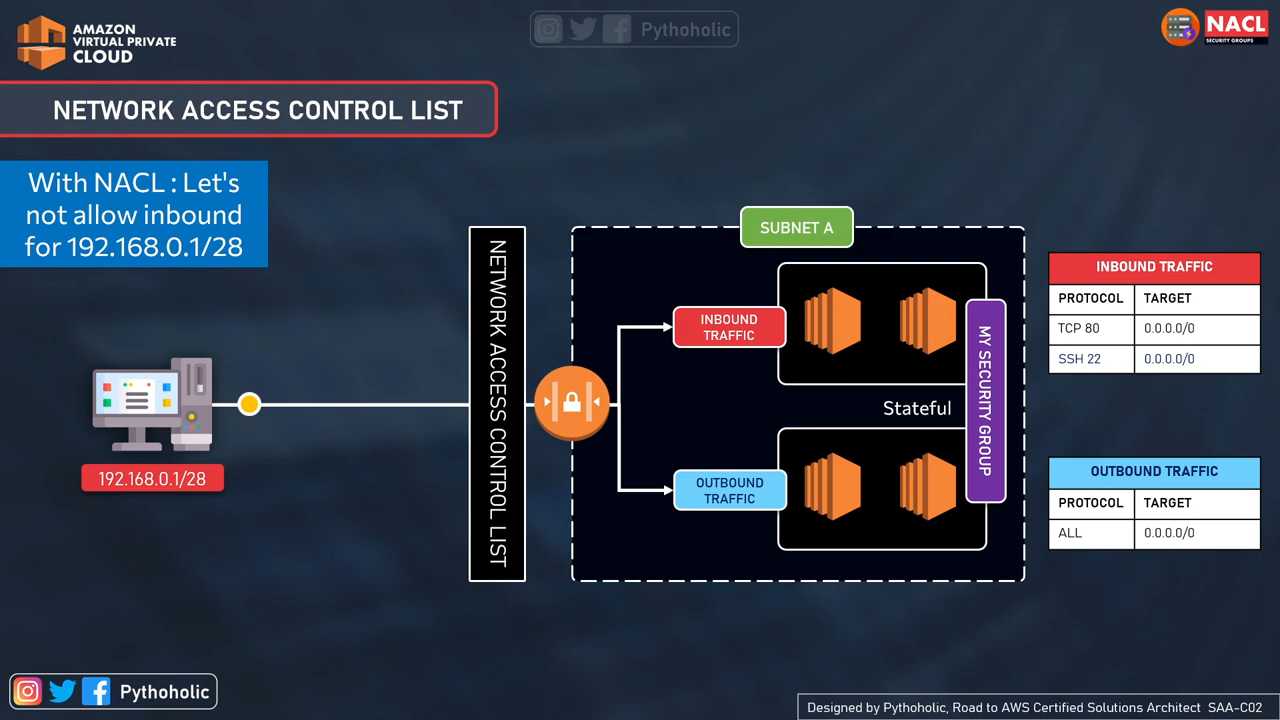 AMAZON
VIRTUAL PRIVATE
CLOUD
Pythoholic
NACL
SECURITY GROUPS
NETWORK ACCESS CONTROL LIST
With NACL : Let's
not allow inbound
for 192.168.0.1/28
192.168.0.1/28
NETWORK ACCESS CONTROL LIST
SUBNET A
INBOUND
TRAFFIC
Stateful
OUTBOUND
TRAFFIC
MY SECURITY GROUP
INBOUND TRAFFIC
PROTOCOL TARGET
TCP 80 0.0.0.0/0
SSH 22 0.0.0.0/0
OUTBOUND TRAFFIC
PROTOCOL TARGET
ALL 0.0.0.0/0
Pythoholic
Designed by Pythoholic, Road to AWS Certified Solutions Architect SAA-C02